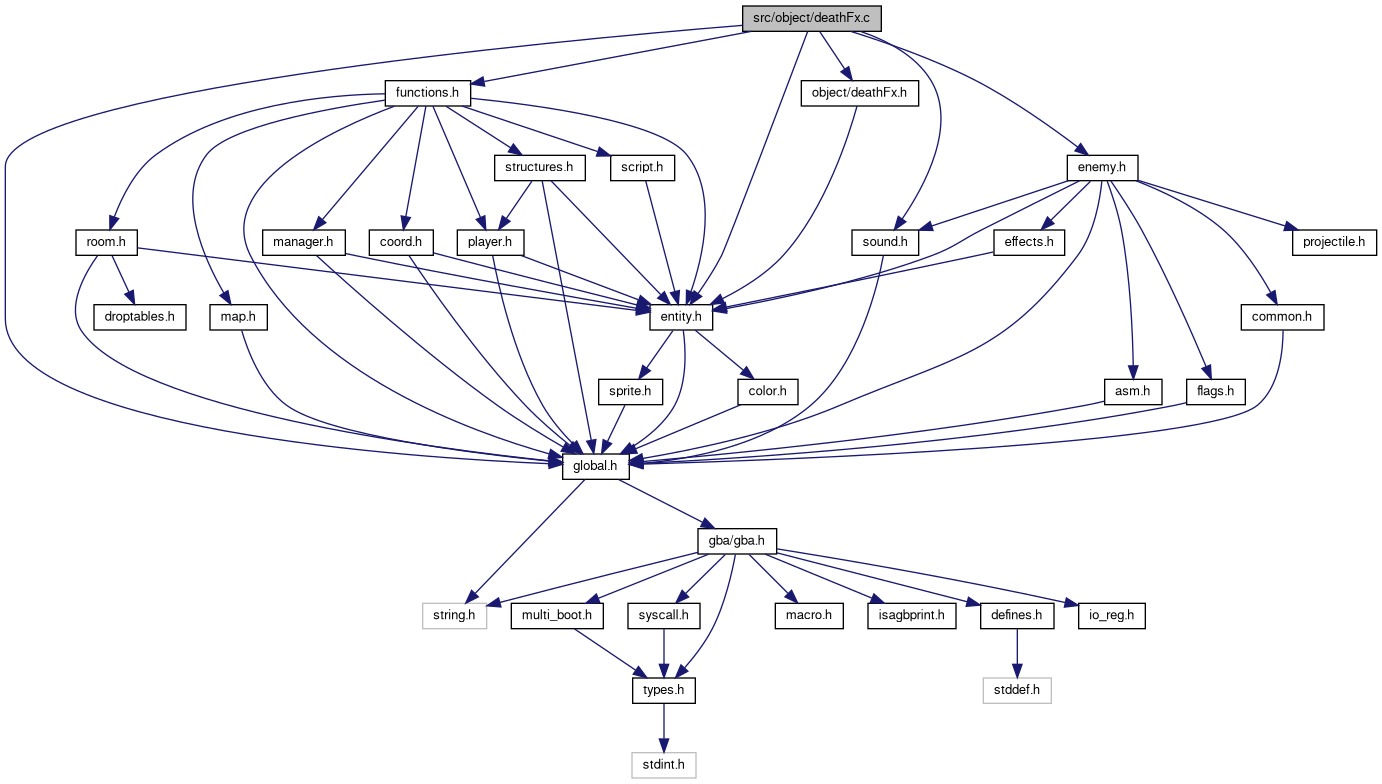 src/object/deathFx.c
functions.h
object/deathFx.h
structures.h
script.h
enemy.h
room.h
manager.h
coord.h
player.h
sound.h
effects.h
projectile.h
droptables.h
map.h
entity.h
common.h
sprite.h
color.h
asm.h
flags.h
global.h
gba/gba.h
string.h
multi_boot.h
syscall.h
macro.h
isagbprint.h
defines.h
io_reg.h
types.h
stddef.h
stdint.h